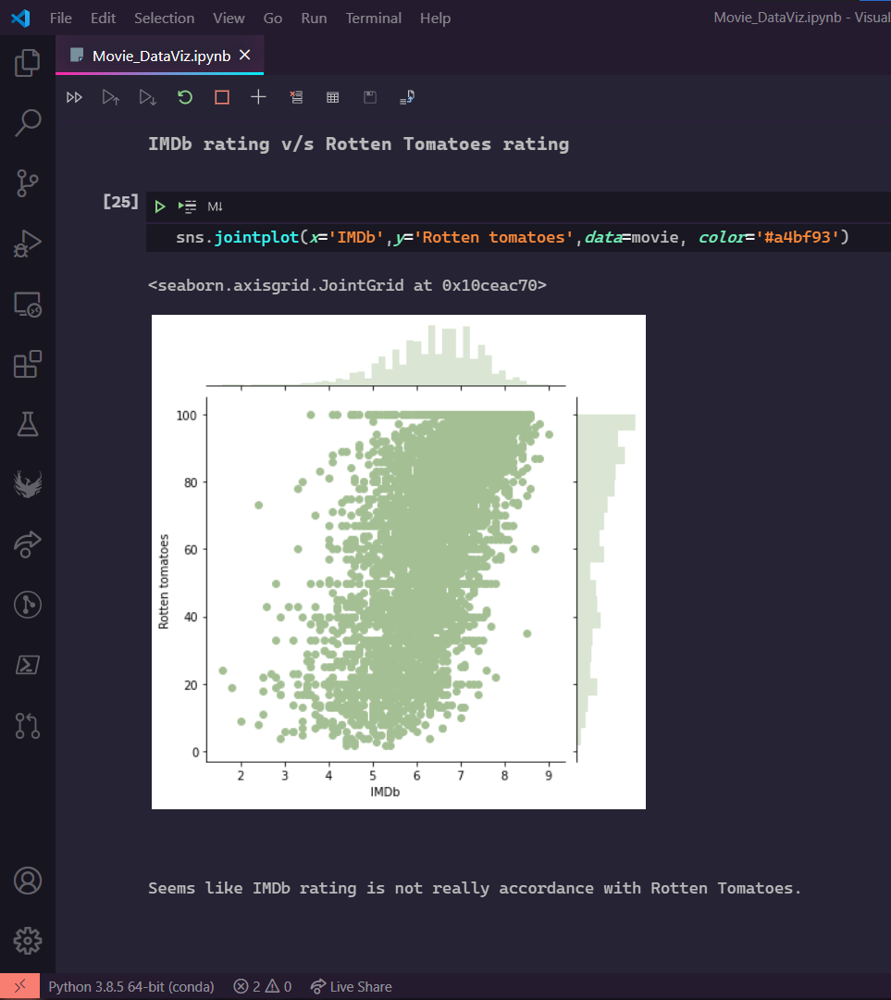 File Edit Selection View Go Run Terminal Help
Movie_DataViz.ipynb - Visual
Movie_DataViz.ipynb ×
IMDb rating v/s Rotten Tomatoes rating
[25]
M↓
sns.jointplot(x='IMDb',y='Rotten tomatoes',data=movie, color='#a4bf93')
<seaborn.axisgrid.JointGrid at 0x10ceac70>
100
80
60
40
20
0
Rotten tomatoes
2 3 4 5 6 7 8 9
IMDb
Seems like IMDb rating is not really accordance with Rotten Tomatoes.
Python 3.8.5 64-bit (conda) 2 0 Live Share